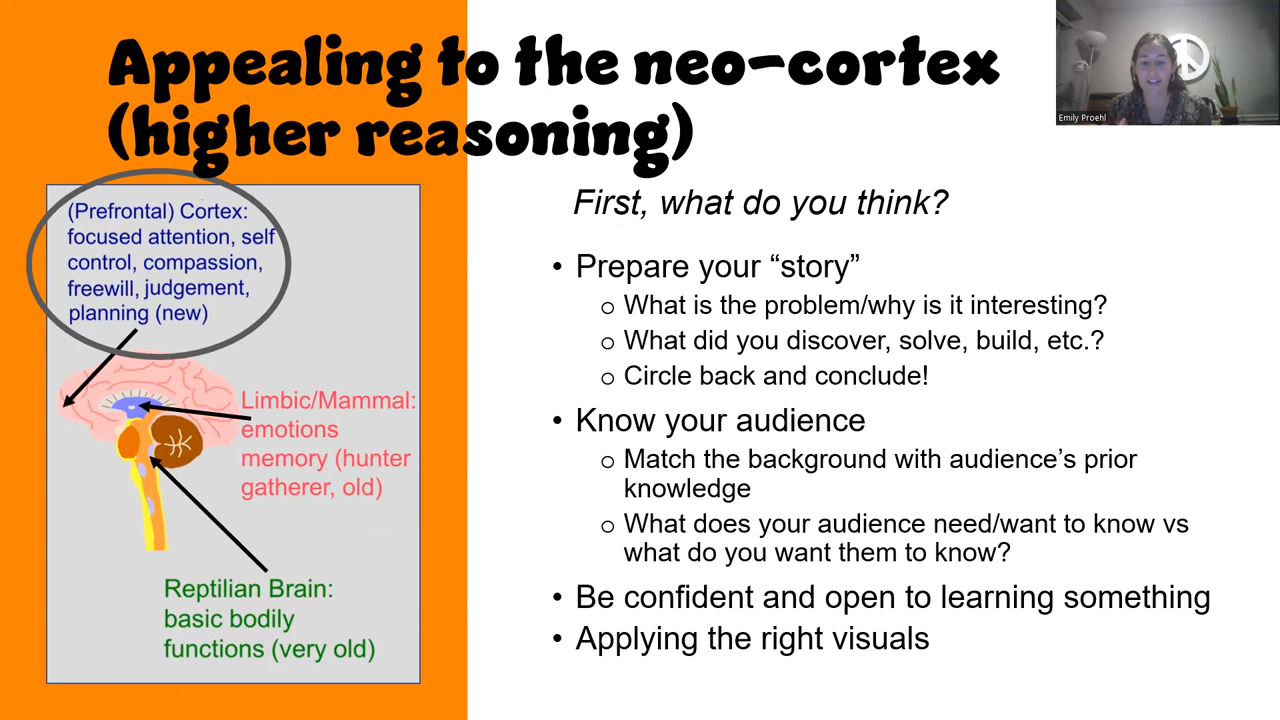 Appealing to the neo-cortex
(higher reasoning)
Emily Proehl
(Prefrontal) Cortex:
focused attention, self
control, compassion,
freewill, judgement,
planning (new)
Limbic/Mammal:
emotions
memory (hunter
gatherer, old)
Reptilian Brain:
basic bodily
functions (very old)
First, what do you think?
• Prepare your “story”
o What is the problem/why is it interesting?
o What did you discover, solve, build, etc.?
o Circle back and conclude!
• Know your audience
o Match the background with audience’s prior
knowledge
o What does your audience need/want to know vs
what do you want them to know?
• Be confident and open to learning something
• Applying the right visuals